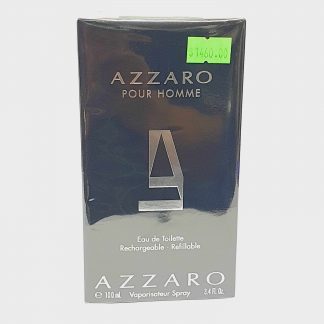 $1460.00
AZZARO
POUR HOMME
Eau de Toilette
Rechargeable - Refillable
AZZARO
℮ 100 mL Vaporisateur Spray 3.4 Fl. Oz.